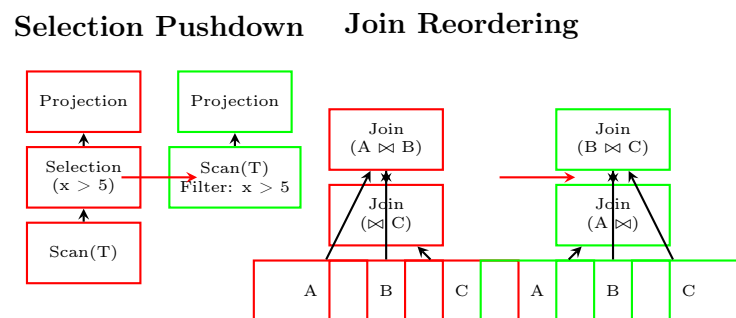 Selection Pushdown
Join Reordering
Projection
Selection
(x > 5)
Scan(T)
Projection
Scan(T)
Filter: x > 5
Join
(A ⋈ B)
Join
(⋈ C)
A
B
C
Join
(B ⋈ C)
Join
(A ⋈)
A
B
C